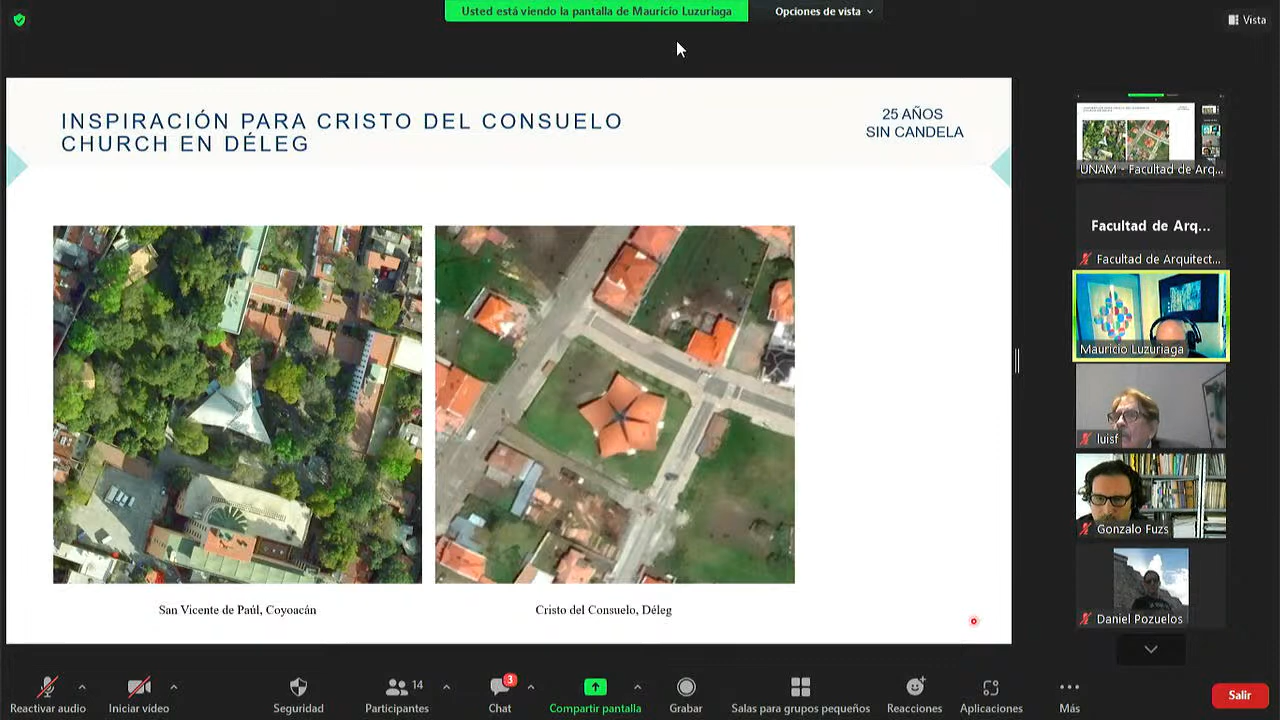 Usted está viendo la pantalla de Mauricio Luzuriaga
Opciones de vista
Vista
INSPIRACIÓN PARA CRISTO DEL CONSUELO
CHURCH EN DÉLEG
25 AÑOS
SIN CANDELA
San Vicente de Paúl, Coyoacán
Cristo del Consuelo, Déleg
UNAM - Facultad de Arq...
Facultad de Arq...
Facultad de Arquitect...
Mauricio Luzuriaga
luisf
Gonzalo Fuzs
Daniel Pozuelos
Reactivar audio
Iniciar vídeo
Seguridad
14
Participantes
3
Chat
Compartir pantalla
Grabar
Salas para grupos pequeños
Reacciones
Aplicaciones
Más
Salir